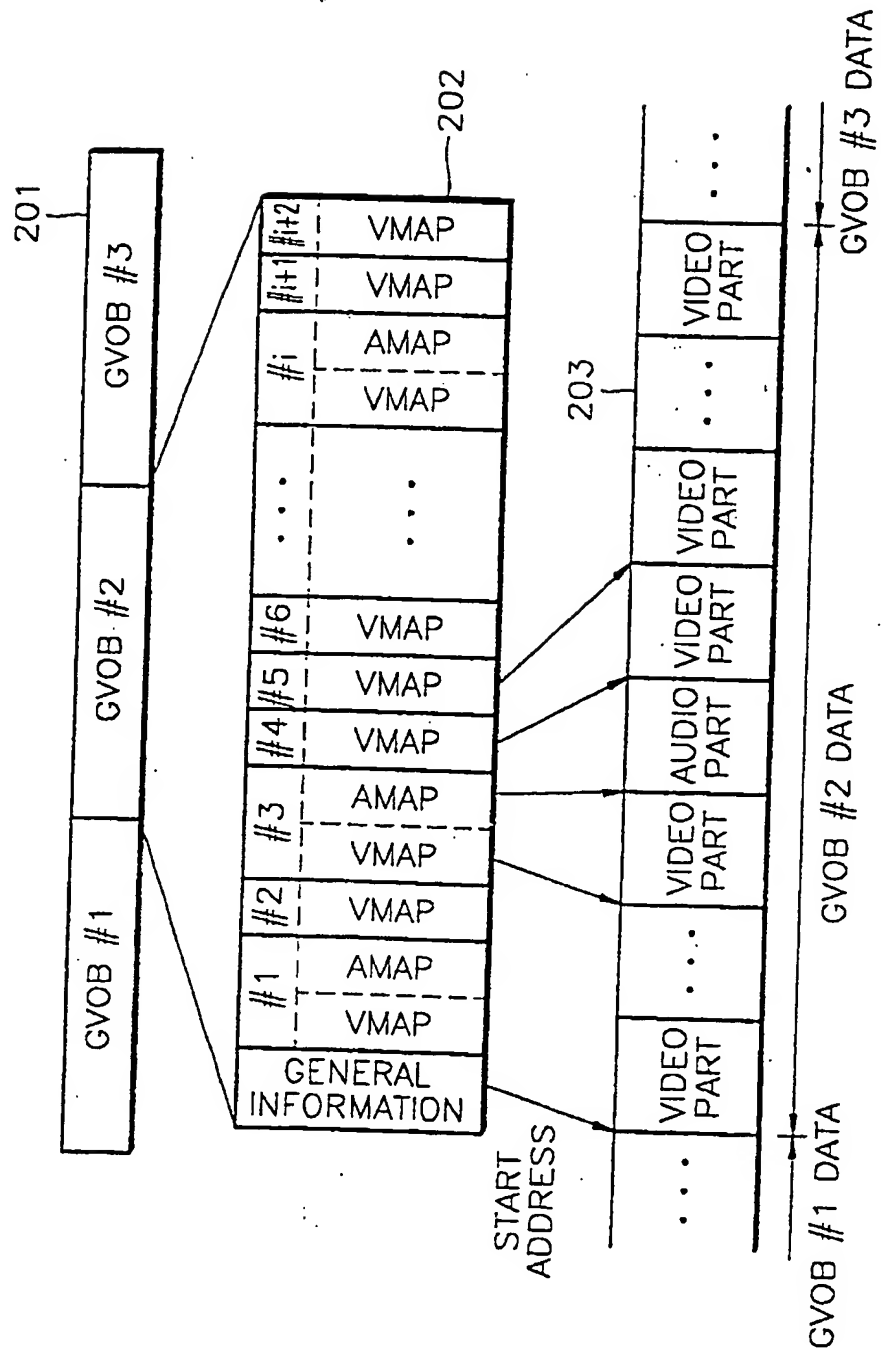 201
GVOB #1 GVOB #2 GVOB #3
202
#1 #2 #3 #4 #5 #6 ... #i #i+1 #i+2
GENERAL
INFORMATION
VMAP AMAP VMAP VMAP AMAP VMAP VMAP VMAP ... VMAP AMAP VMAP VMAP
START
ADDRESS
203
... VIDEO
PART
... VIDEO
PART
AUDIO
PART
VIDEO
PART
VIDEO
PART
... VIDEO
PART
...
GVOB #1 DATA GVOB #2 DATA GVOB #3 DATA